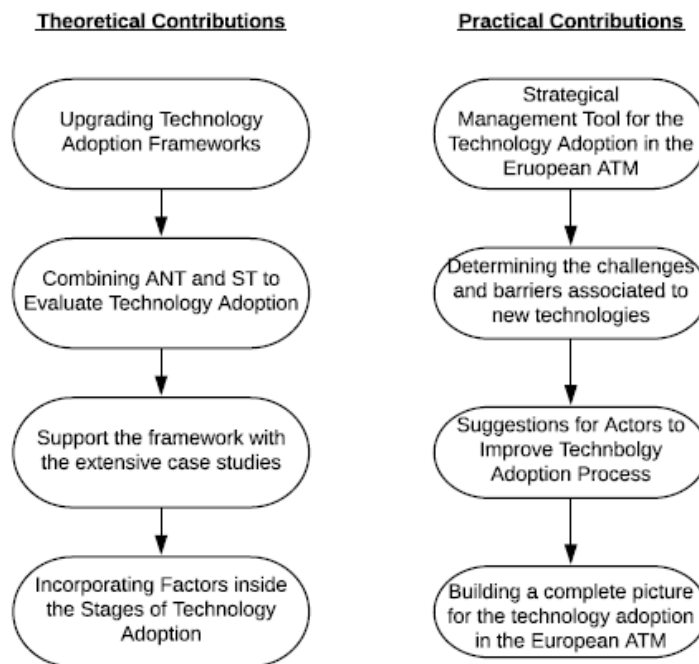 Theoretical Contributions
Upgrading Technology
Adoption Frameworks
Combining ANT and ST to
Evaluate Technology Adoption
Support the framework with
the extensive case studies
Incorporating Factors inside
the Stages of Technology
Adoption
Practical Contributions
Strategical
Management Tool for the
Technology Adoption in the
Eruopean ATM
Determining the challenges
and barriers associated to
new technologies
Suggestions for Actors to
Improve Technbolgy
Adoption Process
Building a complete picture
for the technology adoption
in the European ATM